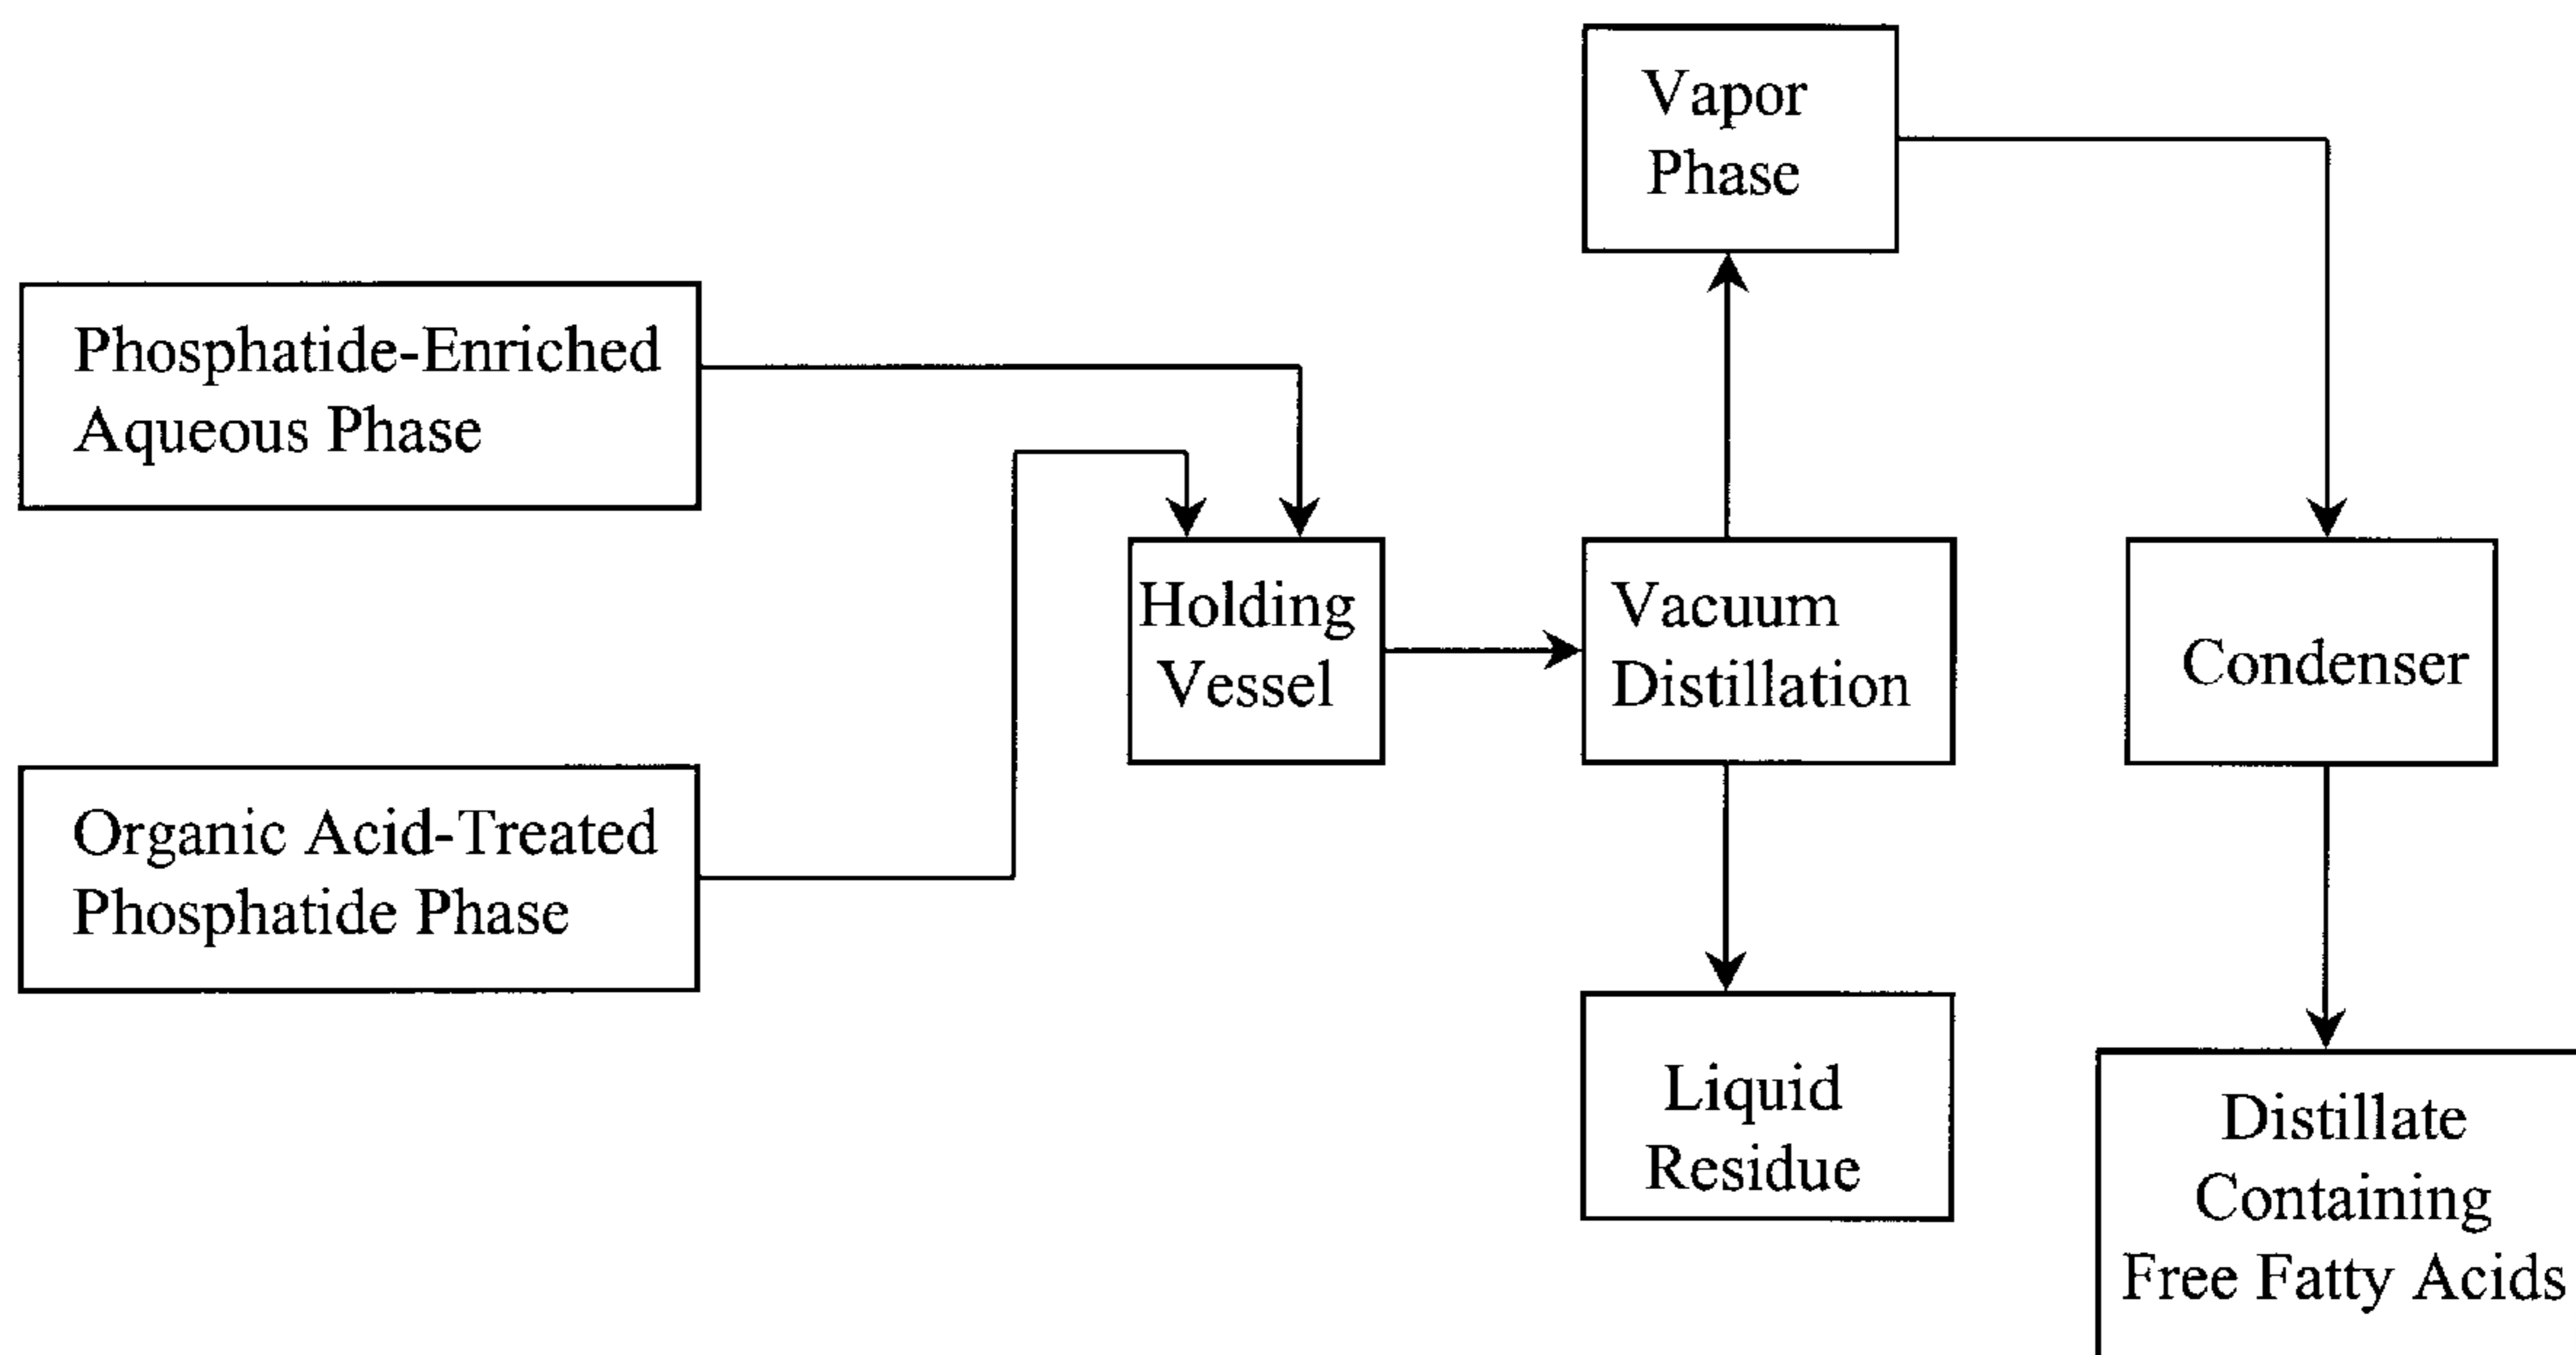 Vapor
Phase
Phosphatide-Enriched
Aqueous Phase
Holding
Vessel
Vacuum
Distillation
Condenser
Organic Acid-Treated
Phosphatide Phase
Liquid
Residue
Distillate
Containing
Free Fatty Acids